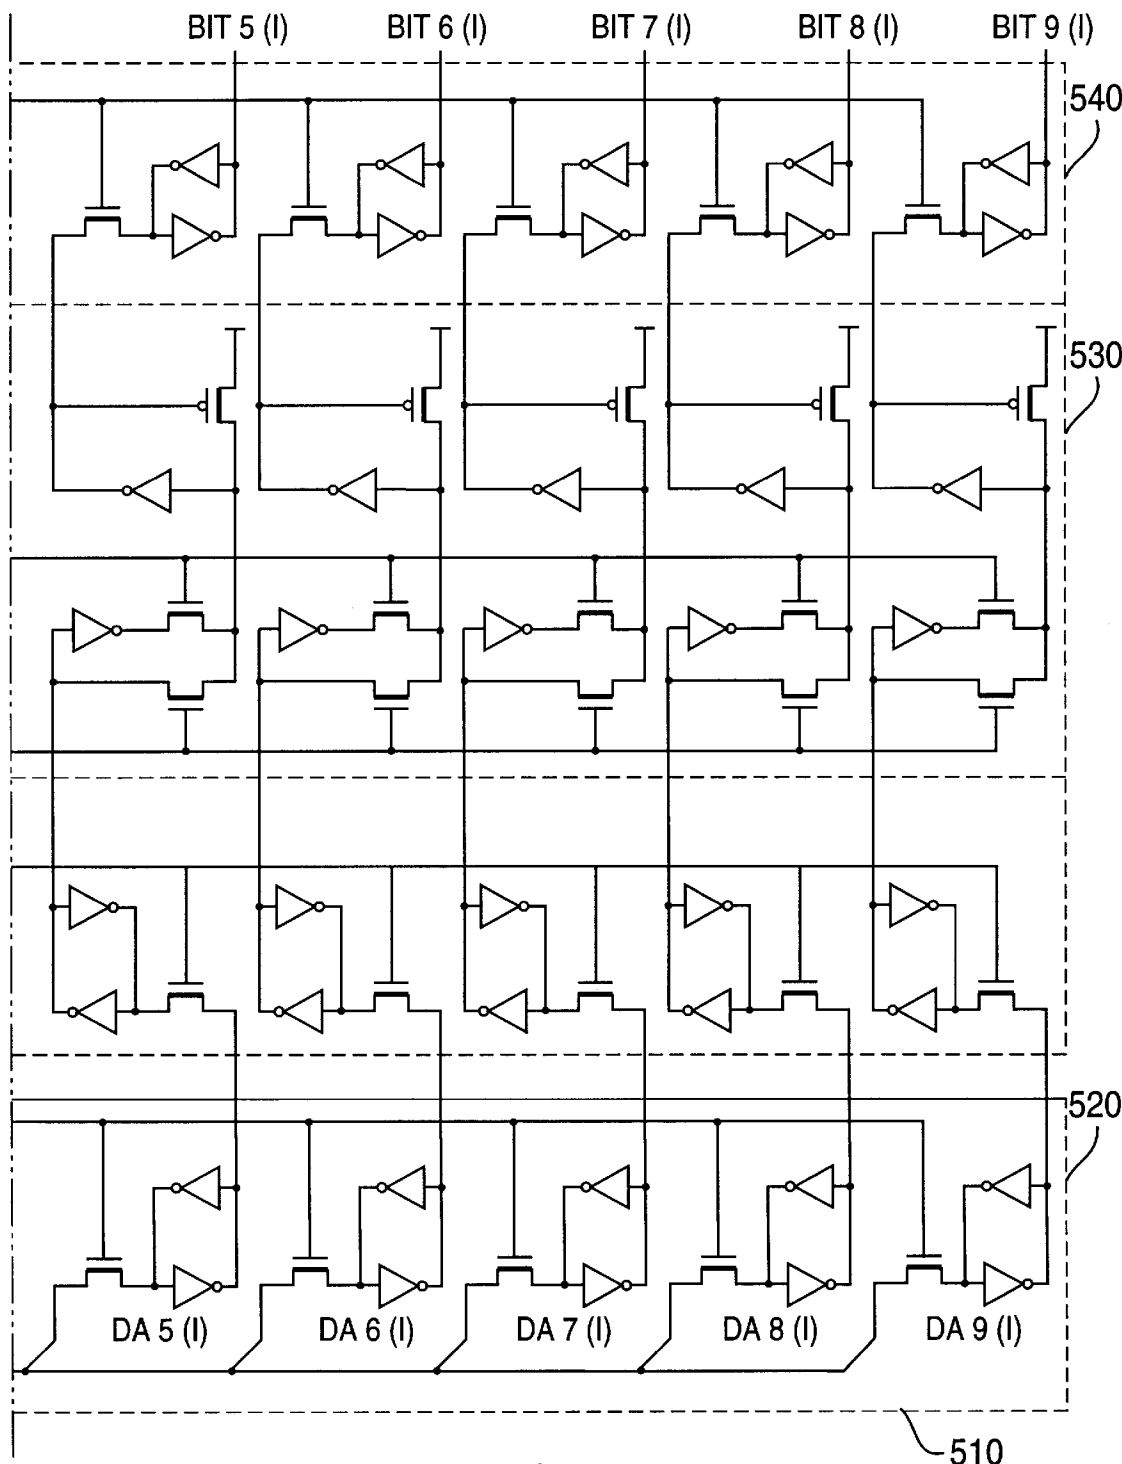 BIT 5 (I) BIT 6 (I) BIT 7 (I) BIT 8 (I) BIT 9 (I)
540
530
520
DA 5 (I) DA 6 (I) DA 7 (I) DA 8 (I) DA 9 (I)
510